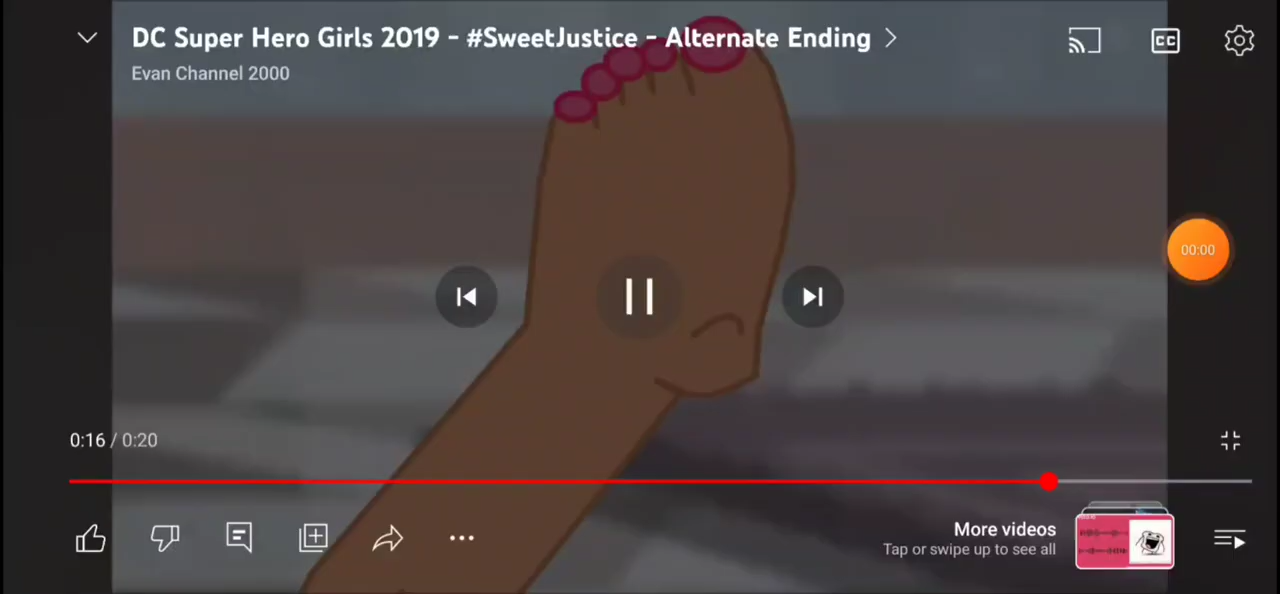 DC Super Hero Girls 2019 - #SweetJustice - Alternate Ending
Evan Channel 2000
CC
00:00
0:16 / 0:20
More videos
Tap or swipe up to see all